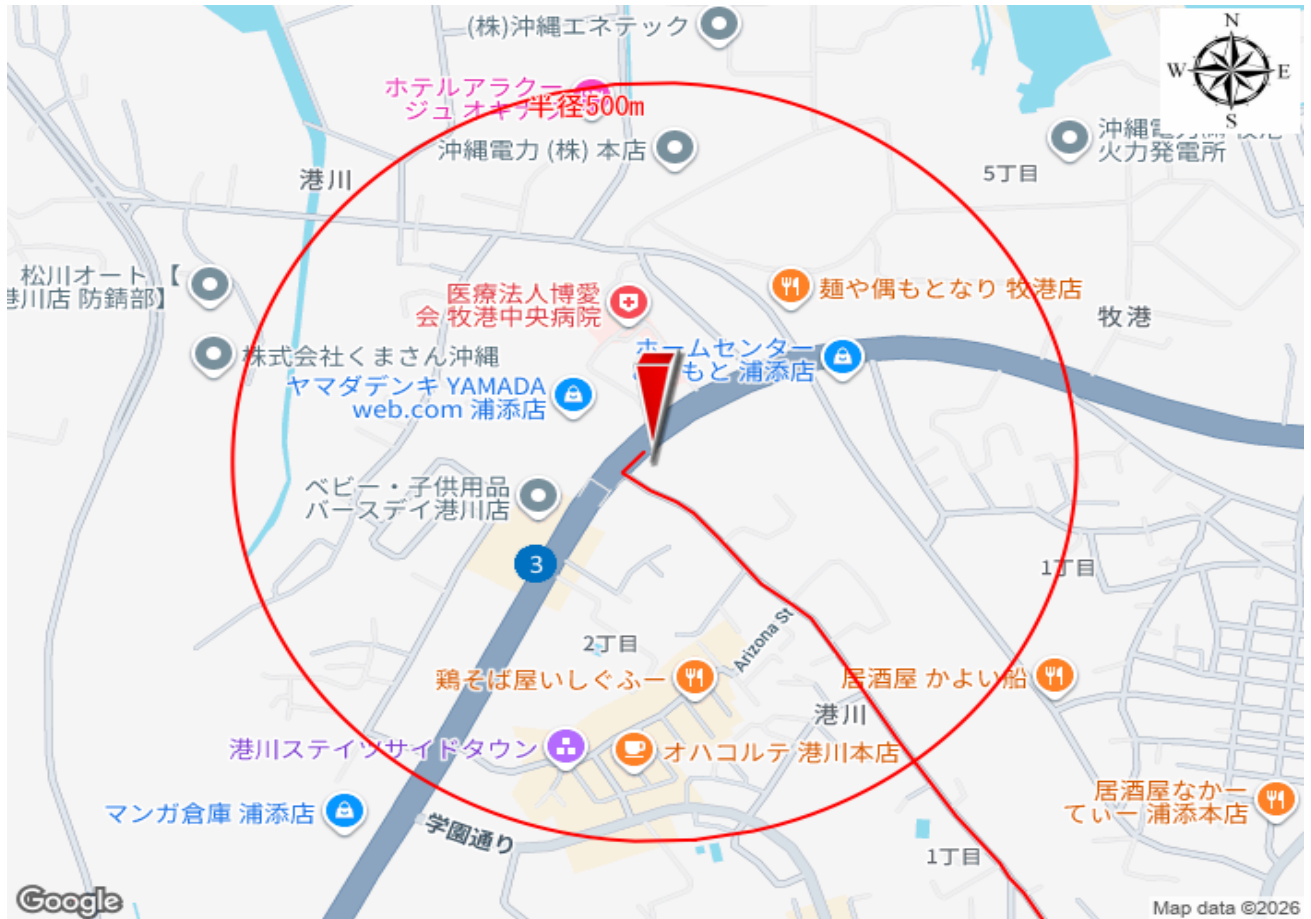 (株)沖縄エネテック
N
W
E
S
ホテルアラクー
ジュ オキナワ
半径500m
沖縄電力 (株) 本店
沖縄電力㈱ 牧港
火力発電所
5丁目
港川
松川オート【
港川店 防錆部】
医療法人博愛
会 牧港中央病院
麺や偶もとなり 牧港店
牧港
株式会社くまさん沖縄
ホームセンター
もと 浦添店
ヤマダデンキ YAMADA
web.com 浦添店
ベビー・子供用品
バースデイ港川店
3
1丁目
2丁目
Arizona St
鶏そば屋いしぐふー
居酒屋 かよい船
港川
港川ステイツサイドタウン
オハコルテ 港川本店
マンガ倉庫 浦添店
居酒屋なかー
てぃー 浦添本店
学園通り
1丁目
Google
Map data ©2026